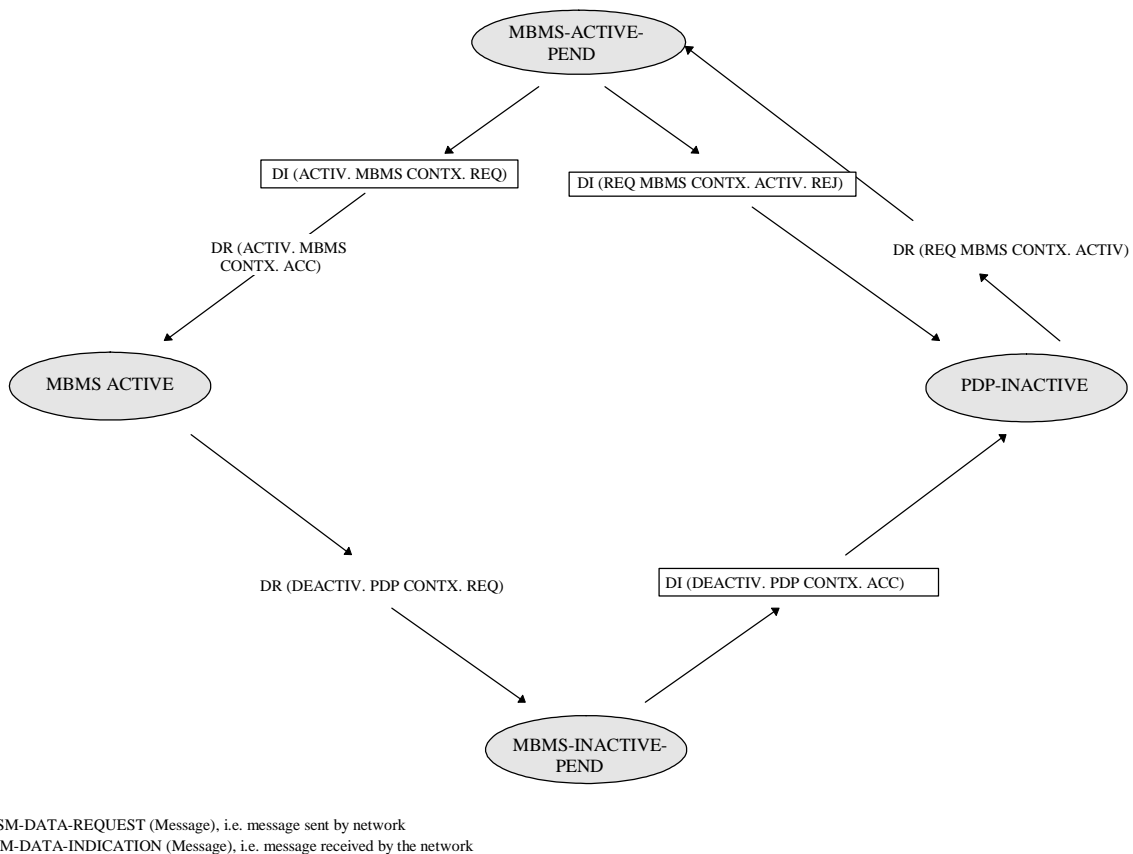 MBMS-ACTIVE-
PEND
DI (ACTIV. MBMS CONTX. REQ)
DI (REQ MBMS CONTX. ACTIV. REJ)
DR (ACTIV. MBMS
CONTX. ACC)
DR (REQ MBMS CONTX. ACTIV)
MBMS ACTIVE
PDP-INACTIVE
DR (DEACTIV. PDP CONTX. REQ)
DI (DEACTIV. PDP CONTX. ACC)
MBMS-INACTIVE-
PEND
SM-DATA-REQUEST (Message), i.e. message sent by network
M-DATA-INDICATION (Message), i.e. message received by the network